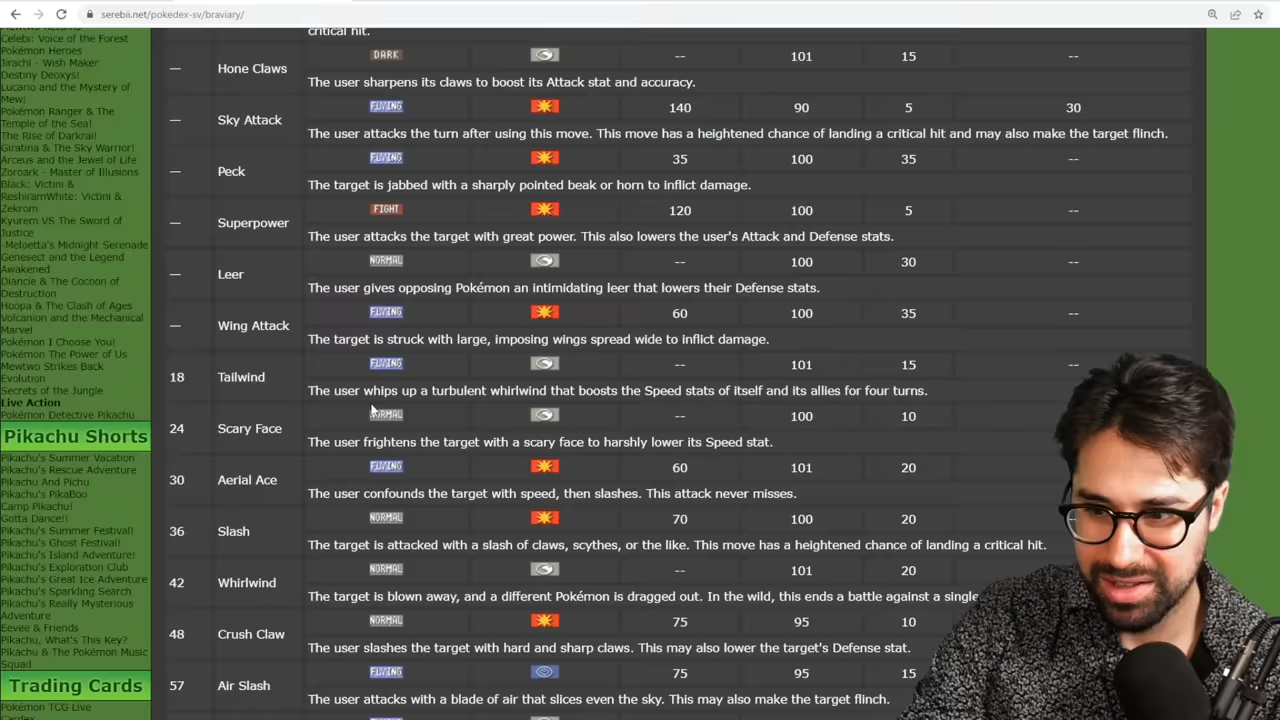 serebii.net/pokedex-sv/braviary/
Mewtwo Returns
Celebi: Voice of the Forest
Pokémon Heroes
Jirachi - Wish Maker
Destiny Deoxys!
Lucario and the Mystery of
Mew!
Pokémon Ranger & The
Temple of the Sea!
The Rise of Darkrai!
Giratina & The Sky Warrior!
Arceus and the Jewel of Life
Zoroark - Master of Illusions
Black: Victini &
ReshiramWhite: Victini &
Zekrom
Kyurem VS The Sword of
Justice
-Meloetta's Midnight Serenade
Genesect and the Legend
Awakened
Diancie & The Cocoon of
Destruction
Hoopa & The Clash of Ages
Volcanion and the Mechanical
Marvel
Pokémon I Choose You!
Pokémon The Power of Us
Mewtwo Strikes Back
Evolution
Secrets of the Jungle
Live Action
Pokémon Detective Pikachu
Pikachu Shorts
Pikachu's Summer Vacation
Pikachu's Rescue Adventure
Pikachu And Pichu
Pikachu's PikaBoo
Camp Pikachu!
Gotta Dance!!
Pikachu's Summer Festival!
Pikachu's Ghost Festival!
Pikachu's Island Adventure!
Pikachu's Exploration Club
Pikachu's Great Ice Adventure
Pikachu's Sparkling Search
Pikachu's Really Mysterious
Adventure
Eevee & Friends
Pikachu, What's This Key?
Pikachu & The Pokémon Music
Squad
Trading Cards
Pokémon TCG Live
Cardex
critical hit.
— Hone Claws DARK -- 101 15 --
The user sharpens its claws to boost its Attack stat and accuracy.
— Sky Attack FLYING 140 90 5 30
The user attacks the turn after using this move. This move has a heightened chance of landing a critical hit and may also make the target flinch.
— Peck FLYING 35 100 35 --
The target is jabbed with a sharply pointed beak or horn to inflict damage.
— Superpower FIGHT 120 100 5 --
The user attacks the target with great power. This also lowers the user's Attack and Defense stats.
— Leer NORMAL -- 100 30 --
The user gives opposing Pokémon an intimidating leer that lowers their Defense stats.
— Wing Attack FLYING 60 100 35 --
The target is struck with large, imposing wings spread wide to inflict damage.
18 Tailwind FLYING -- 101 15 --
The user whips up a turbulent whirlwind that boosts the Speed stats of itself and its allies for four turns.
24 Scary Face NORMAL -- 100 10
The user frightens the target with a scary face to harshly lower its Speed stat.
30 Aerial Ace FLYING 60 101 20
The user confounds the target with speed, then slashes. This attack never misses.
36 Slash NORMAL 70 100 20
The target is attacked with a slash of claws, scythes, or the like. This move has a heightened chance of landing a critical hit.
42 Whirlwind NORMAL -- 101 20
The target is blown away, and a different Pokémon is dragged out. In the wild, this ends a battle against a single
48 Crush Claw NORMAL 75 95 10
The user slashes the target with hard and sharp claws. This may also lower the target's Defense stat.
57 Air Slash FLYING 75 95 15
The user attacks with a blade of air that slices even the sky. This may also make the target flinch.